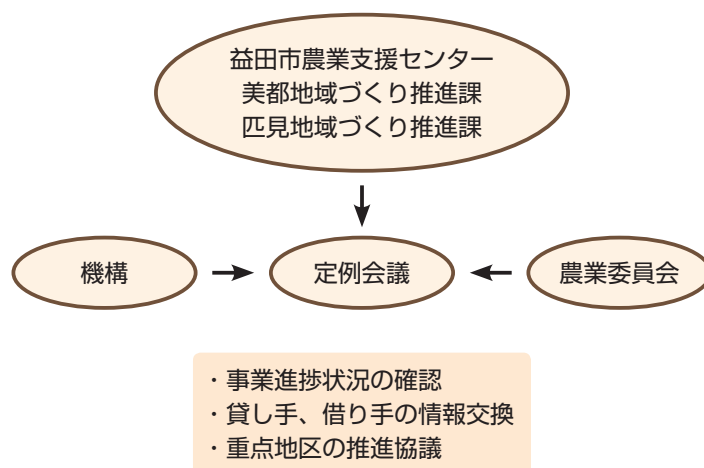 益田市農業支援センター
美都地域づくり推進課
匹見地域づくり推進課
機構
定例会議
農業委員会
・事業進捗状況の確認
・貸し手、借り手の情報交換
・重点地区の推進協議